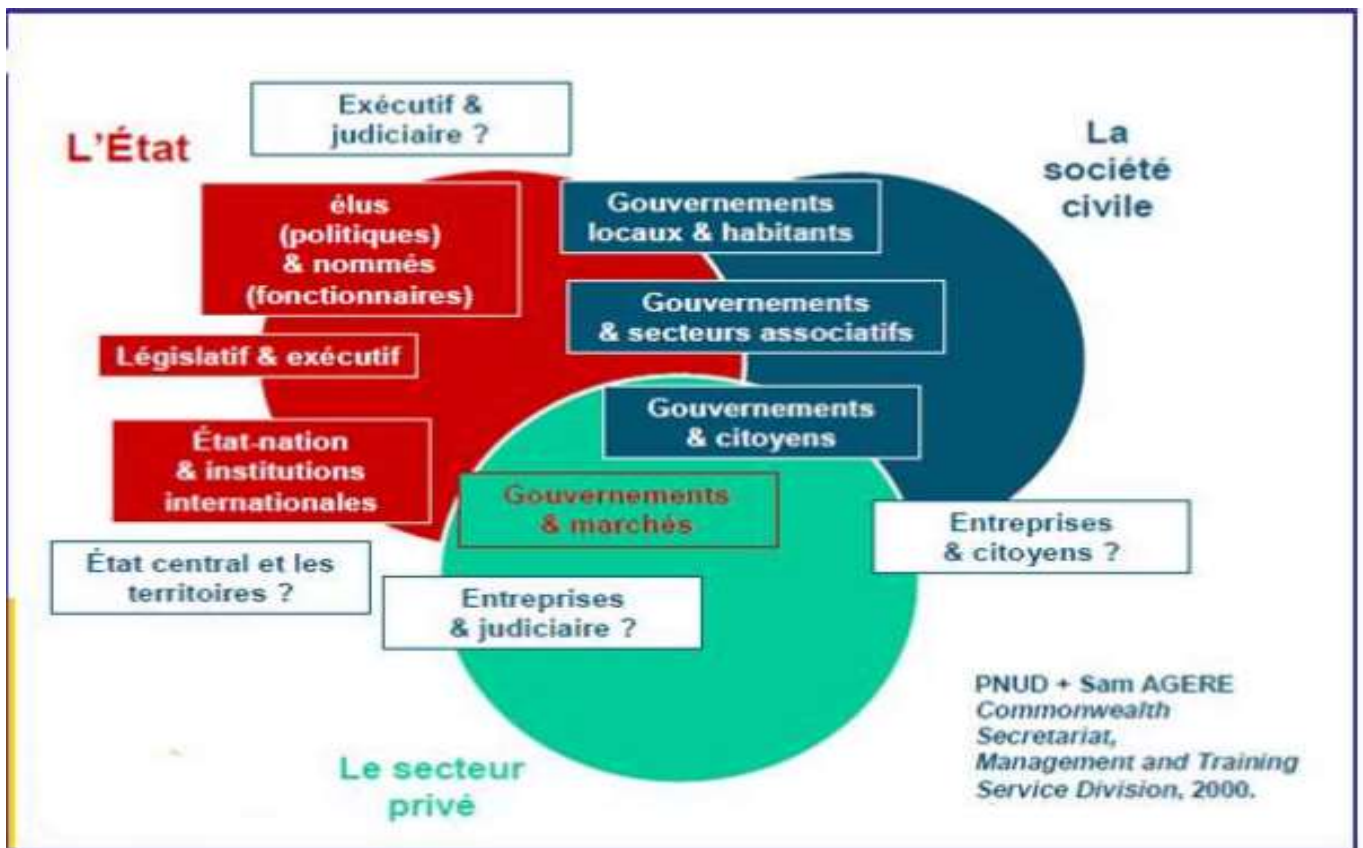 Exécutif &
judiciaire ?
L'État
La
société
civile
élus
(politiques)
& nommés
(fonctionnaires)
Gouvernements
locaux & habitants
Gouvernements
& secteurs associatifs
Législatif & exécutif
Gouvernements
& citoyens
État-nation
& institutions
internationales
Gouvernements
& marchés
Entreprises
& citoyens ?
État central et les
territoires ?
Entreprises
& judiciaire ?
PNUD + Sam AGERE
Commonwealth
Secretariat,
Management and Training
Service Division, 2000.
Le secteur
privé